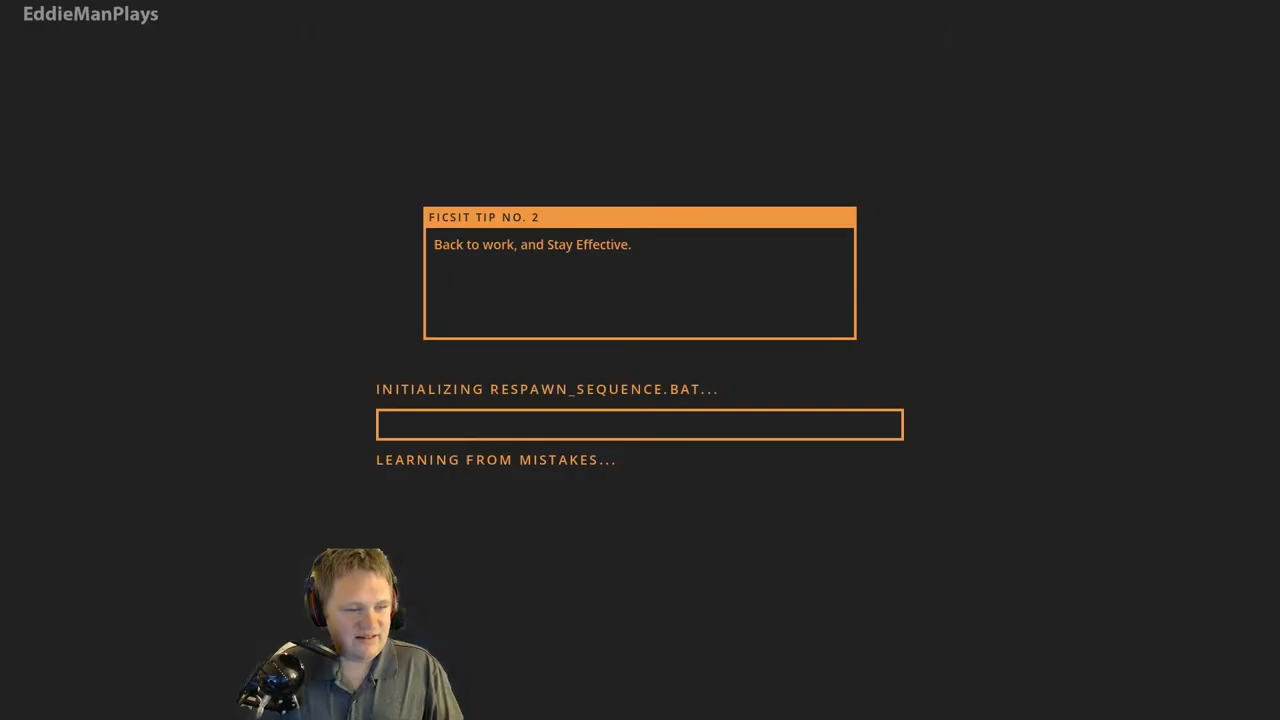 EddieManPlays
FICSIT TIP NO. 2
Back to work, and Stay Effective.
INITIALIZING RESPAWN_SEQUENCE.BAT...
LEARNING FROM MISTAKES...